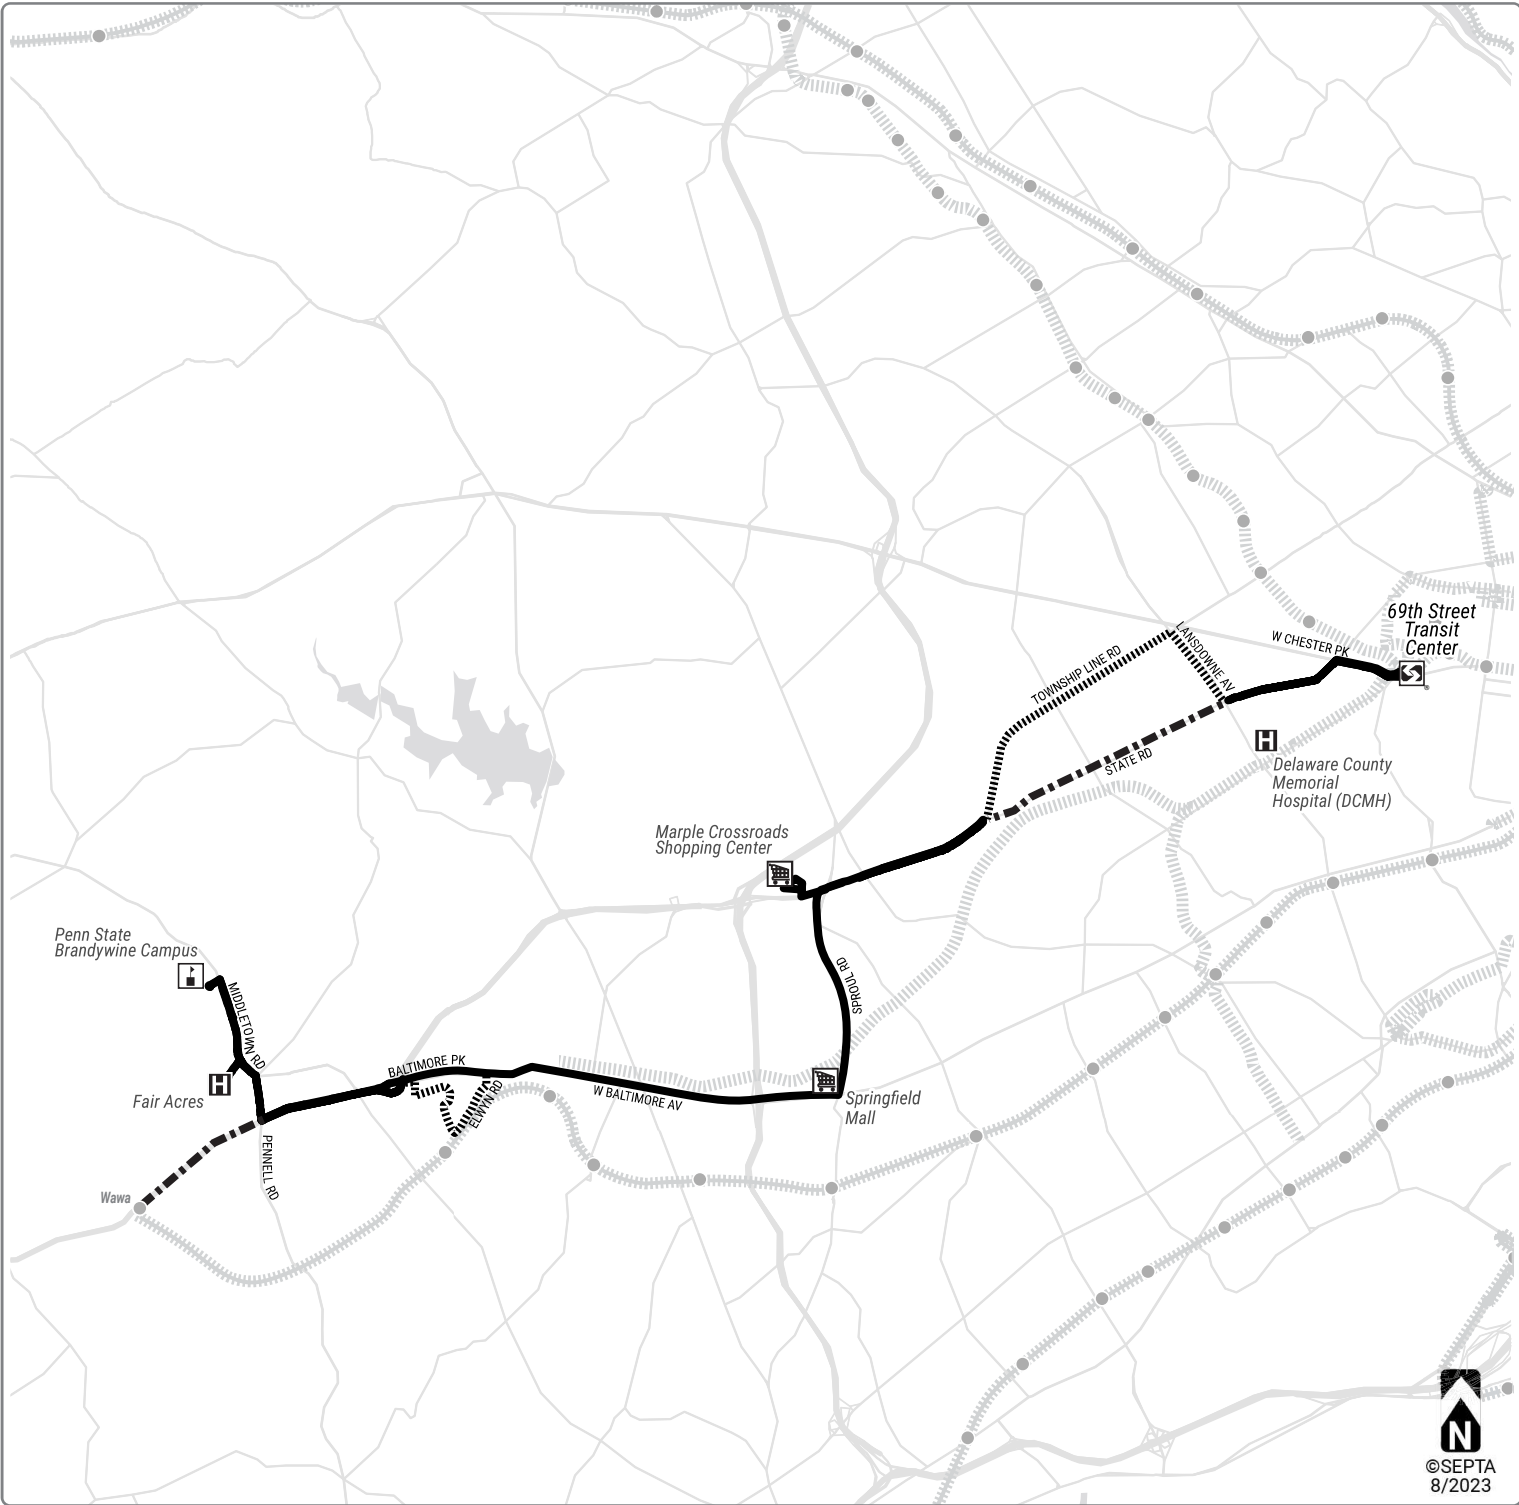 69th Street
Transit
Center
W CHESTER PK
LANSDOWNE AV
TOWNSHIP LINE RD
STATE RD
H
Delaware County
Memorial
Hospital (DCMH)
Marple Crossroads
Shopping Center
Penn State
Brandywine Campus
SPROUL RD
MIDDLETOWN RD
BALTIMORE PK
H
Fair Acres
ELWYN RD
W BALTIMORE AV
Springfield
Mall
PENNELL RD
Wawa
N
©SEPTA
8/2023